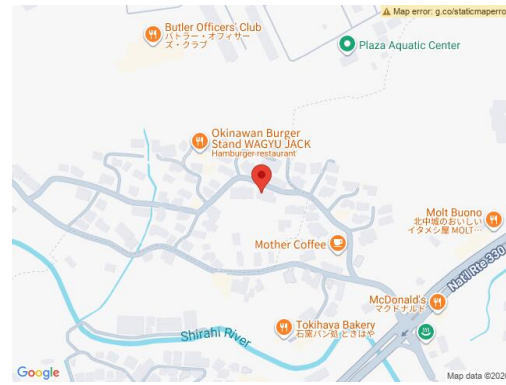 Map error: g.co/staticmaperro
Butler Officers' Club
バトラー・オフィサー
ズ・クラブ
Plaza Aquatic Center
Okinawan Burger
Stand WAGYU JACK
Hamburger restaurant
Molt Buono
北中城のおいしい
イタメシ屋 MOLT…
Mother Coffee
Nat'l Rte 330
McDonald's
マクドナルド
Tokihaya Bakery
石窯パン処 ときはや
Shirahi River
Google
Map data ©2026